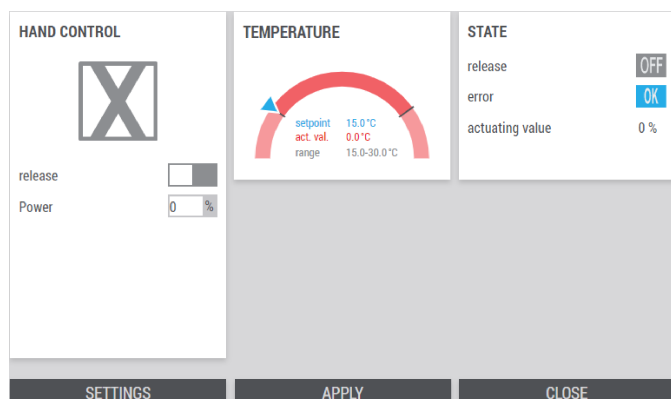 HAND CONTROL
X
release
Power 0 %
TEMPERATURE
setpoint 15.0°C
act. val. 0.0°C
range 15.0-30.0°C
STATE
release OFF
error OK
actuating value 0 %
SETTINGS APPLY CLOSE